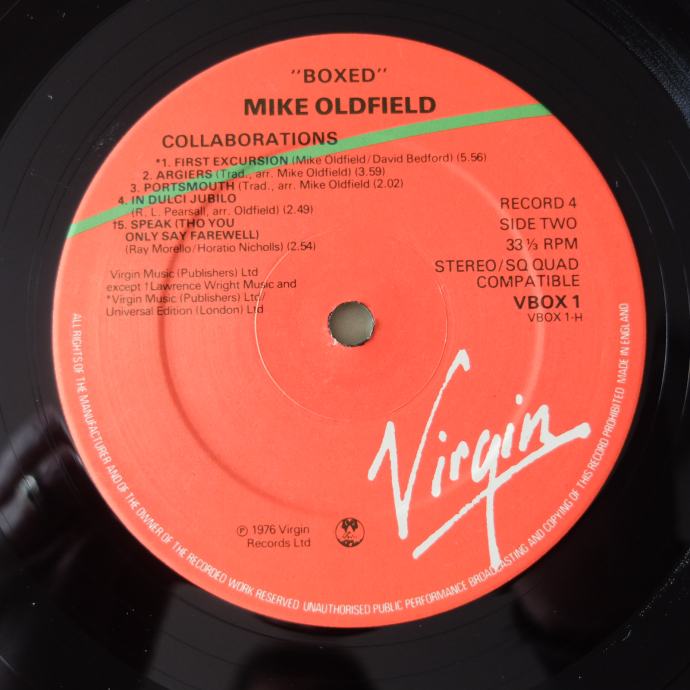 "BOXED"
MIKE OLDFIELD
COLLABORATIONS
*1. FIRST EXCURSION (Mike Oldfield/David Bedford) (5.56)
2. ARGIERS (Trad., arr. Mike Oldfield) (3.59)
3. PORTSMOUTH (Trad., arr. Mike Oldfield) (2.02)
4. IN DULCI JUBILO
(R. L. Pearsall, arr. Oldfield) (2.49)
†5. SPEAK (THO YOU
ONLY SAY FAREWELL)
(Ray Morello/Horatio Nicholls) (2.54)
Virgin Music (Publishers) Ltd
except †Lawrence Wright Music and
*Virgin Music (Publishers) Ltd/
Universal Edition (London) Ltd
RECORD 4
SIDE TWO
33⅓ RPM
STEREO/SQ QUAD
COMPATIBLE
VBOX 1
VBOX 1-H
Virgin
℗ 1976 Virgin
Records Ltd
ALL RIGHTS OF THE MANUFACTURER AND OF THE OWNER OF THE RECORDED WORK RESERVED UNAUTHORISED PUBLIC PERFORMANCE BROADCASTING AND COPYING OF THIS RECORD PROHIBITED MADE IN ENGLAND